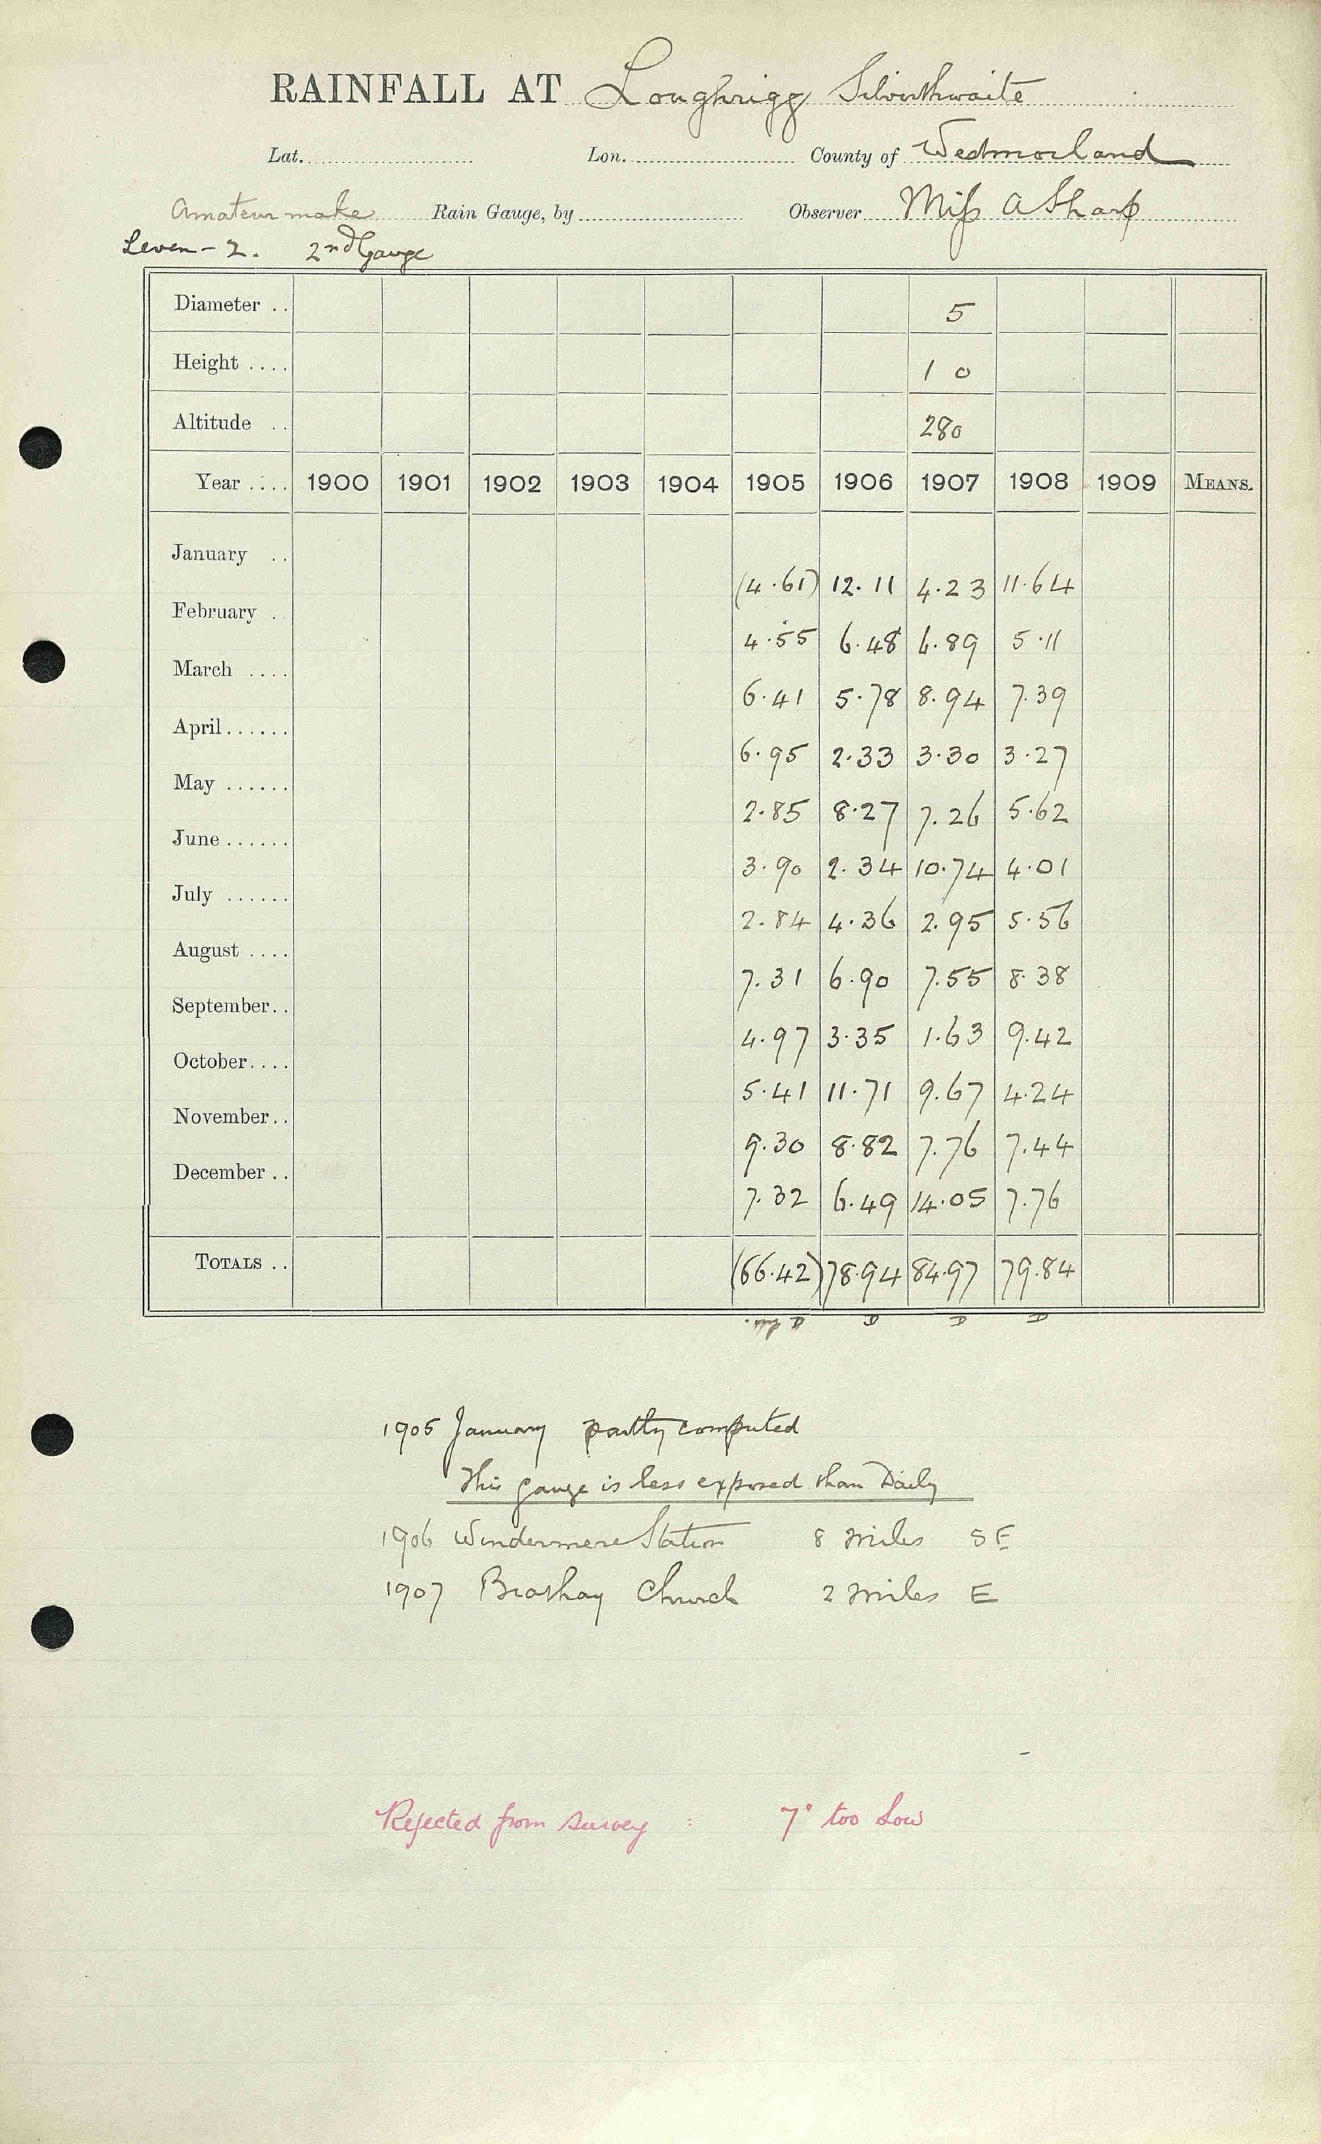 RAINFALL AT Loughrigg Silverthwaite
Lat. Lon. County of Westmorland
Amateur make Rain Gauge, by Observer Miss A Sharp
Leven - 2. 2nd Gauge
Diameter .. 5
Height .... 1 0
Altitude .. 280
Year .... 1900 1901 1902 1903 1904 1905 1906 1907 1908 1909 MEANS.
January .. (4.61) 12.11 4.23 11.64
February . 4.55 6.48 6.89 5.11
March .... 6.41 5.78 8.94 7.39
April...... 6.95 2.33 3.30 3.27
May ...... 2.85 8.27 7.26 5.62
June...... 3.90 2.34 10.74 4.01
July ...... 2.84 4.36 2.95 5.56
August .... 7.31 6.90 7.55 8.38
September.. 4.97 3.35 1.63 9.42
October.... 5.41 11.71 9.67 4.24
November.. 9.30 8.82 7.76 7.44
December.. 7.32 6.49 14.05 7.76
TOTALS .. (66.42) 78.94 84.97 79.84
D D D D
1905 January partly computed
This gauge is less exposed than Daily
1906 Windermere Station 8 miles SE
1907 Brathay Church 2 miles E
Rejected from survey : 7" too low